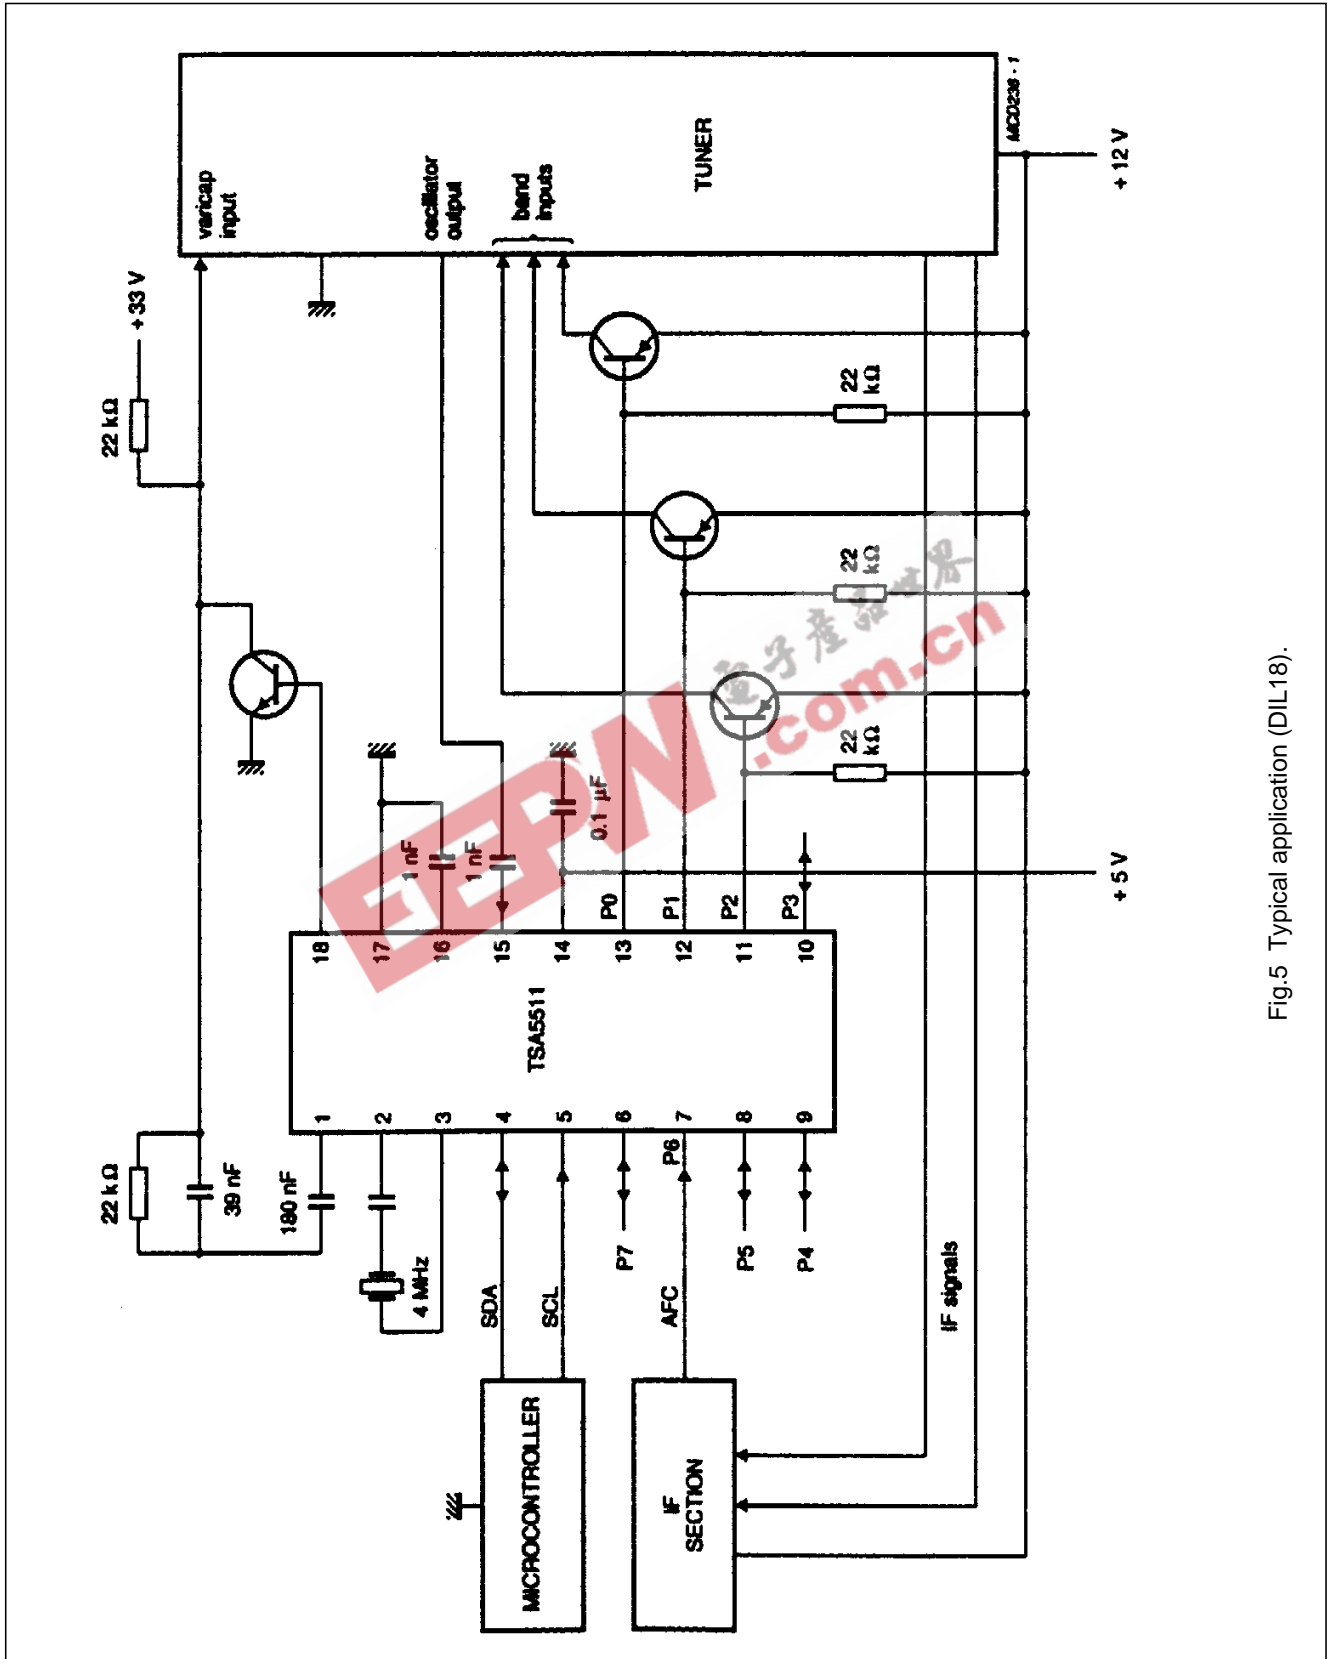 22 kΩ
39 nF
180 nF
4 MHz
22 kΩ
+33 V
varicap
input
oscillator
output
band
inputs
TUNER
MCD236 - 1
+12 V
1
2
3
4
5
6
7
8
9
18
17
16
15
14
13
12
11
10
TSA5511
1 nF
1 nF
0.1 µF
P0
P1
P2
P3
P6
P7
P5
P4
SDA
SCL
AFC
MICROCONTROLLER
IF
SECTION
IF signals
22
kΩ
22
kΩ
22
kΩ
+5 V
EEPW
.com.cn
電子產品世界
Fig.5 Typical application (DIL18).